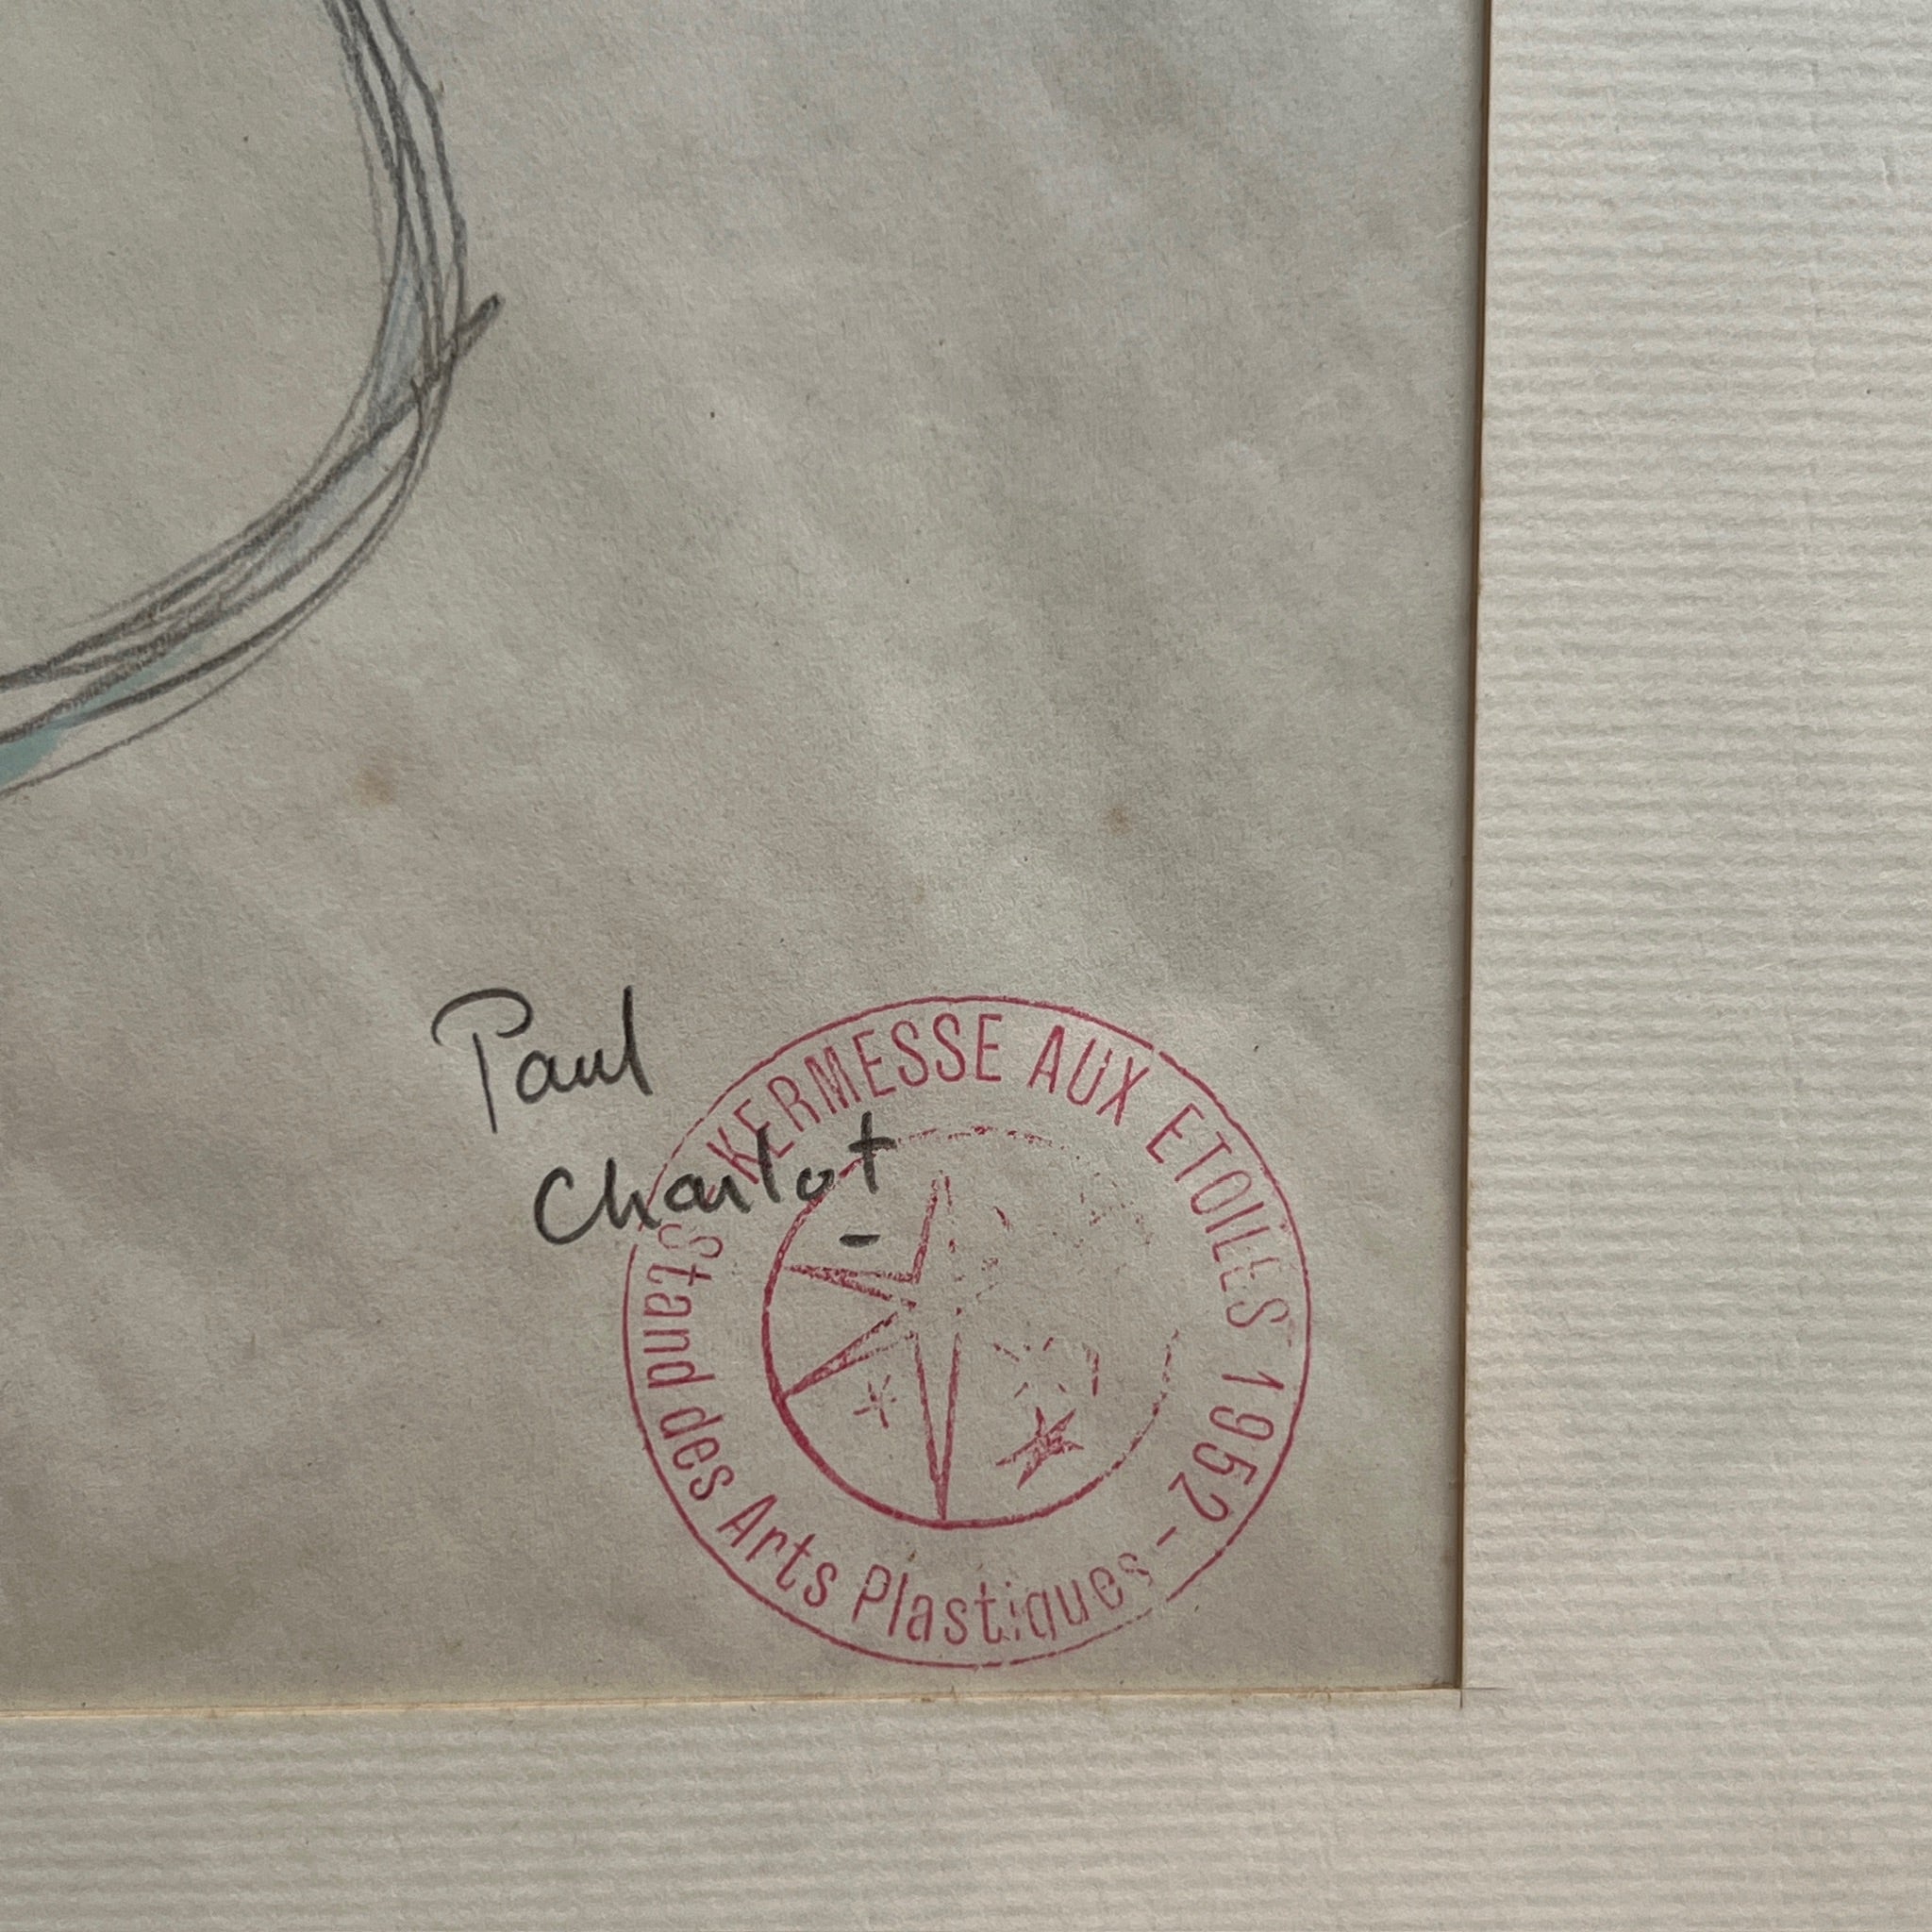 Paul
Charlot
KERMESSE AUX ETOILES 1952 -
Stand des Arts Plastiques -